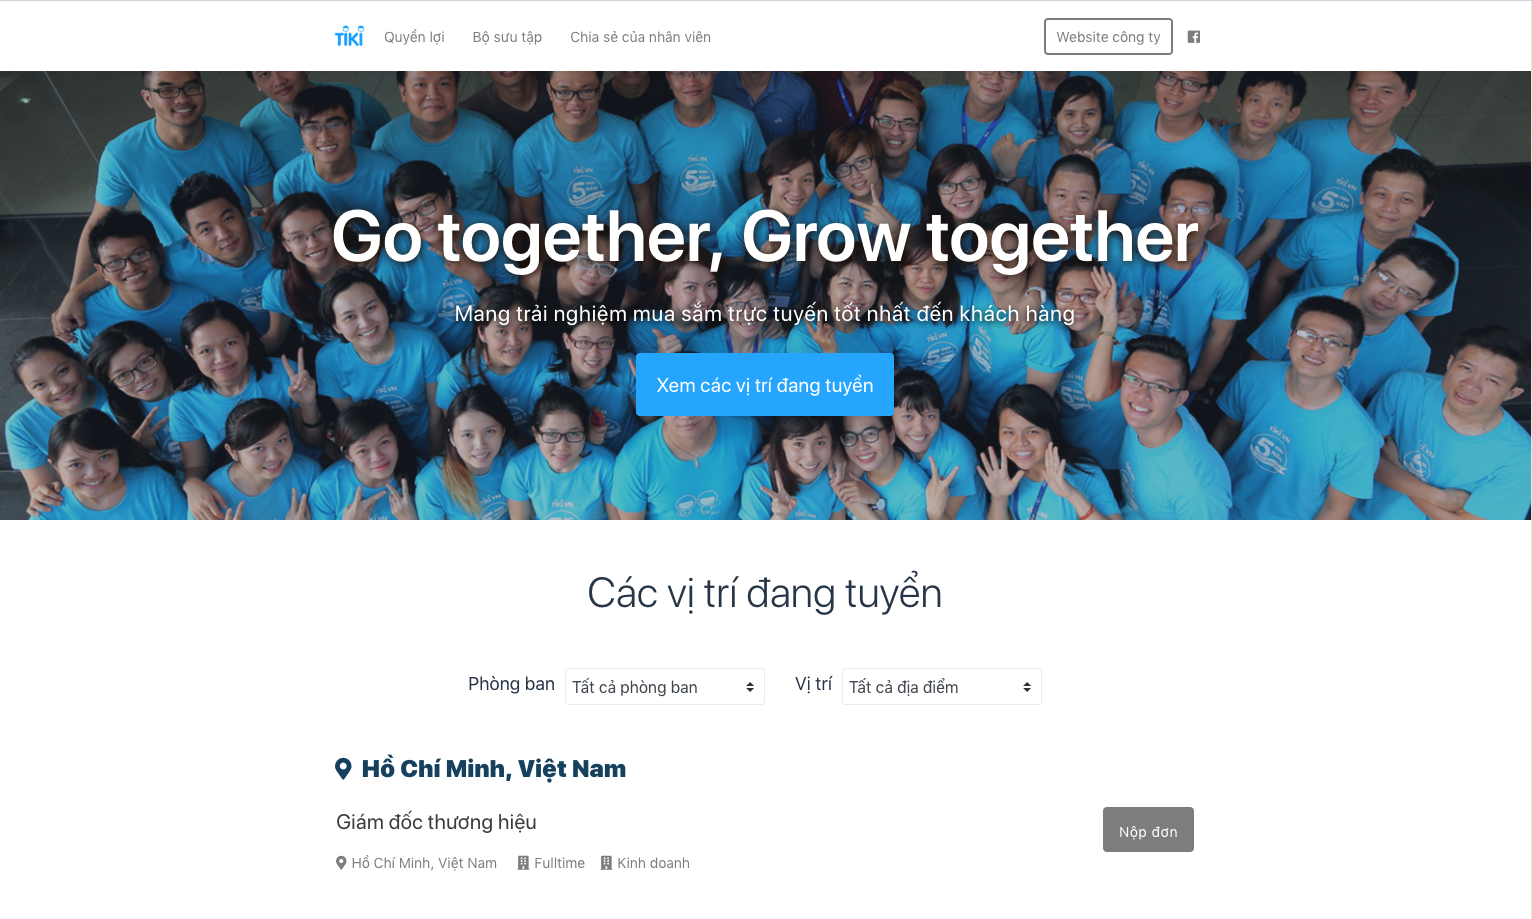 TIKI Quyền lợi Bộ sưu tập Chia sẻ của nhân viên Website công ty
Go together, Grow together
Mang trải nghiệm mua sắm trực tuyến tốt nhất đến khách hàng
Xem các vị trí đang tuyển
Các vị trí đang tuyển
Phòng ban Tất cả phòng ban Vị trí Tất cả địa điểm
Hồ Chí Minh, Việt Nam
Giám đốc thương hiệu
Nộp đơn
Hồ Chí Minh, Việt Nam Fulltime Kinh doanh